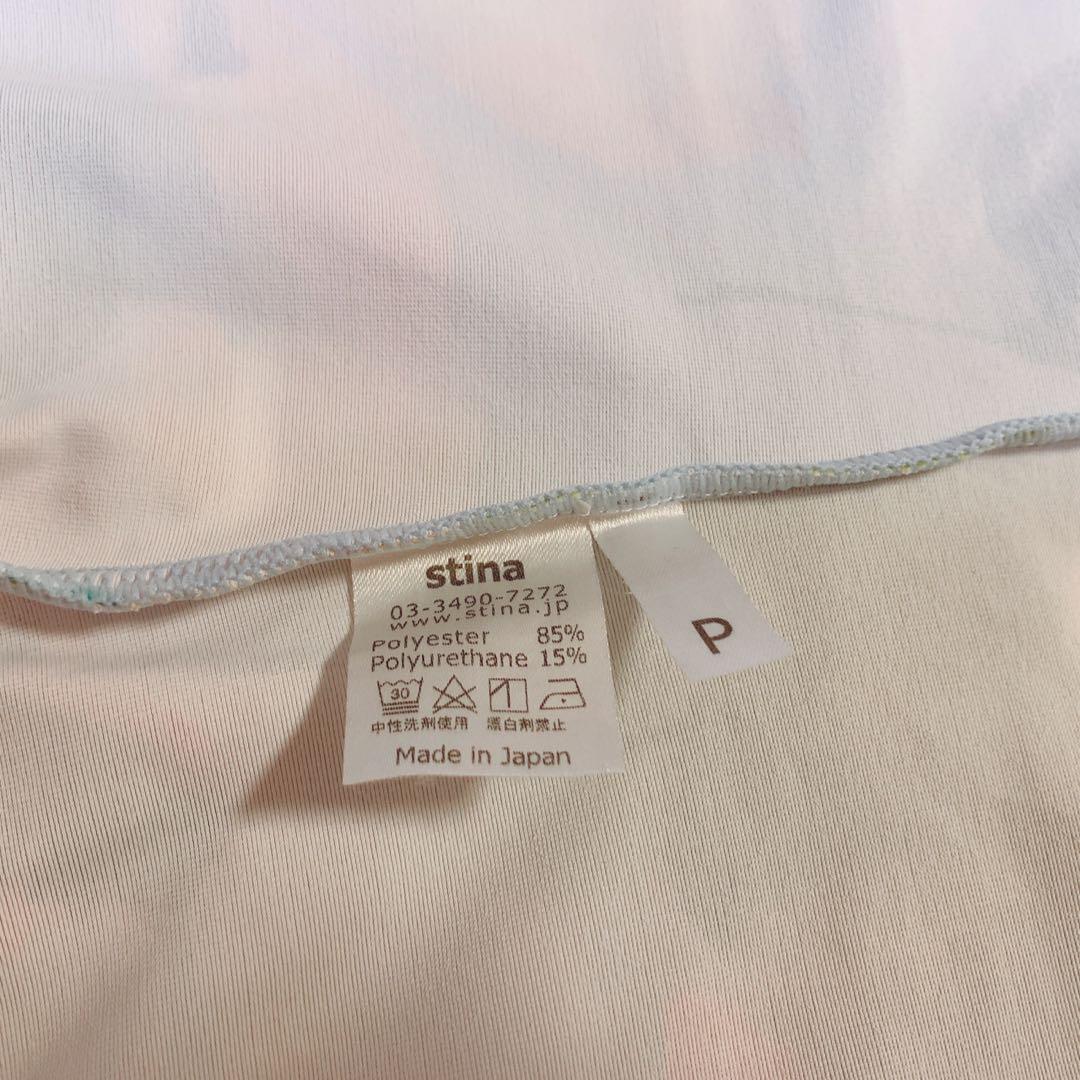 stina
03-3490-7272
www.stina.jp
Polyester 85%
Polyurethane 15%
30
中性洗剤使用 漂白剤禁止
Made in Japan
P